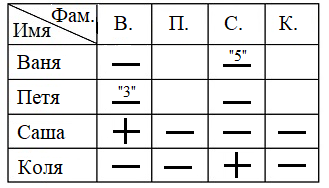 Фам.
Имя В. П. С. К.
Ваня — "5"
Петя "3" —
Саша + — — —
Коля — — + —